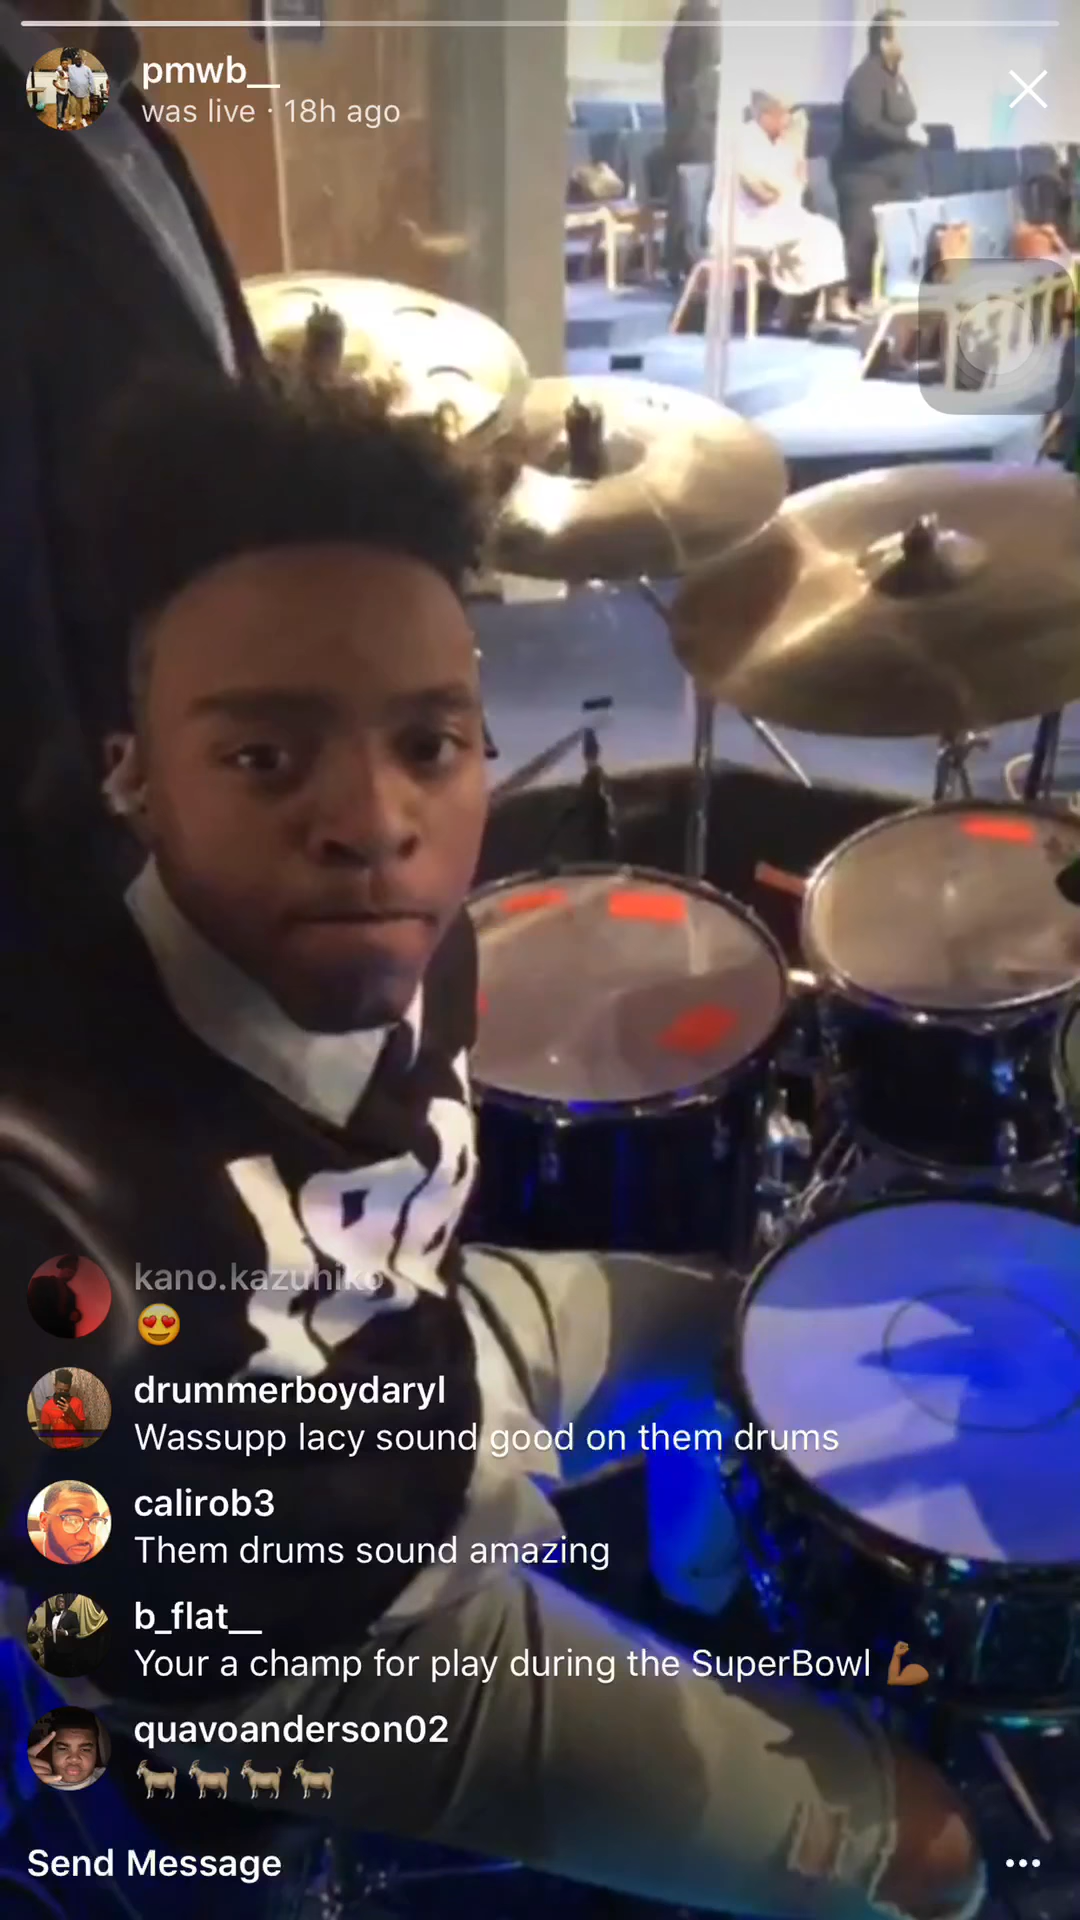 pmwb__
was live · 18h ago
kano.kazuhiko
😍
drummerboydaryl
Wassupp lacy sound good on them drums
calirob3
Them drums sound amazing
b_flat__
Your a champ for play during the SuperBowl 💪🏽
quavoanderson02
🐐🐐🐐🐐
Send Message